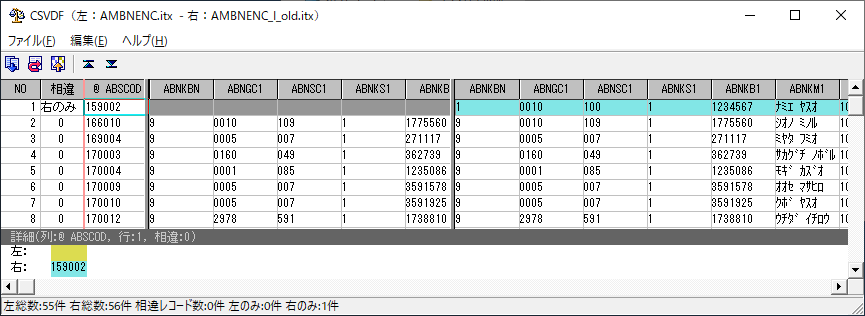 CSVDF（左：AMBNENC.itx - 右：AMBNENC_l_old.itx）
ファイル(F) 編集(E) ヘルプ(H)
NO 相違 @ ABSCOD ABNKBN ABNGC1 ABNSC1 ABNKS1 ABNKB ABNKBN ABNGC1 ABNSC1 ABNKS1 ABNKB1 ABNKM1
1 右のみ 159002 1 0010 100 1 1234567 ﾅﾐｴ ﾔｽｵ 10
2 0 166010 9 0010 109 1 1775560 9 0010 109 1 1775560 ｼｵﾉ ﾐﾉﾙ 10
3 0 169004 9 0005 007 1 271117 9 0005 007 1 271117 ﾐﾔﾀ ﾌﾐｵ 10
4 0 170003 9 0160 049 1 362739 9 0160 049 1 362739 ｻｶｸﾞﾁ ﾉﾎﾞﾙ 10
5 0 170004 9 0001 085 1 1235086 9 0001 085 1 1235086 ﾓｷﾞ ｶｽﾞｵ 10
6 0 170009 9 0005 007 1 3591578 9 0005 007 1 3591578 ｵｵｾ ﾏｻﾋﾛ 10
7 0 170010 9 0005 007 1 3591925 9 0005 007 1 3591925 ｸﾎﾞ ﾔｽｵ 10
8 0 170012 9 2978 591 1 1738810 9 2978 591 1 1738810 ｳﾁﾀﾞ ｲﾁﾛｳ 10
詳細(列:@ ABSCOD, 行:1, 相違:0)
左:
右: 159002
左総数:55件 右総数:56件 相違レコード数:0件 左のみ:0件 右のみ:1件